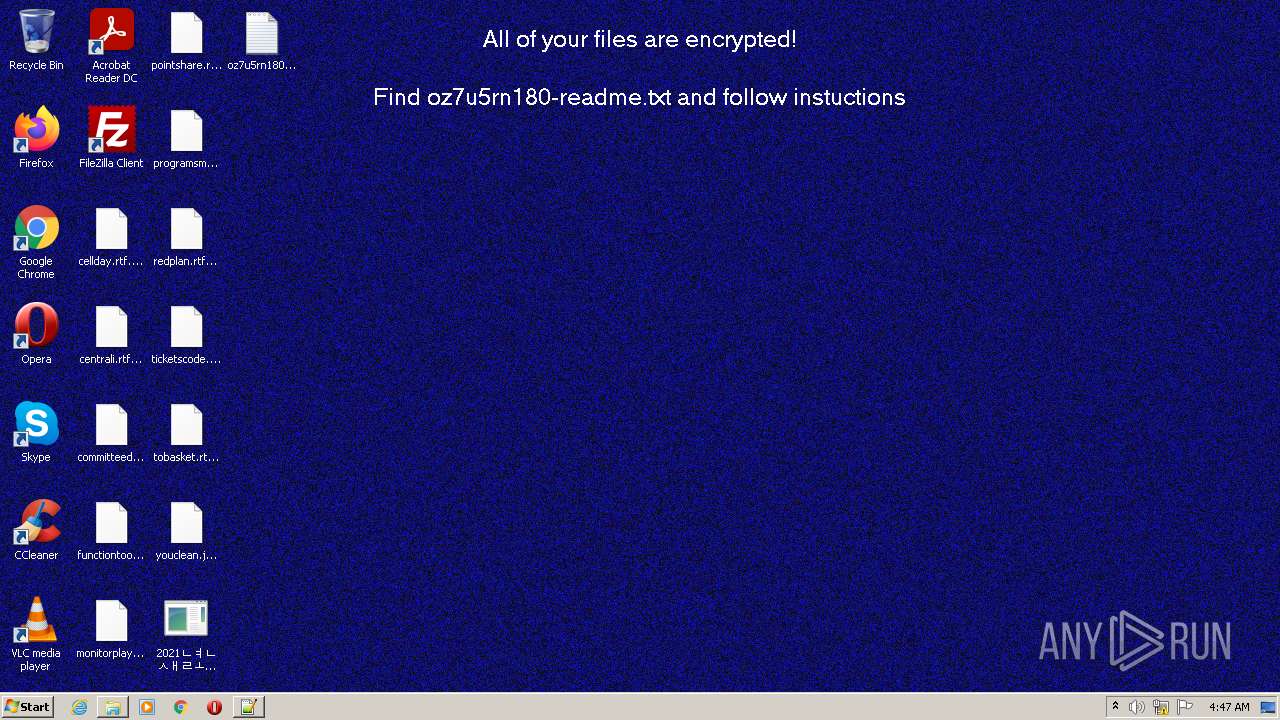 All of your files are encrypted!
Find oz7u5rn180-readme.txt and follow instuctions
Recycle Bin
Acrobat
Reader DC
pointshare.r...
oz7u5rn180...
Firefox
FileZilla Client
programsm...
Google
Chrome
cellday.rtf....
redplan.rtf...
Opera
centrali.rtf...
ticketscode....
Skype
committeed...
tobasket.rt...
CCleaner
functiontoo...
youclean.j...
VLC media
player
monitorplay...
2021ㄴㅕㄴ
ㅅㅐㄹㅗ...
ANY RUN
Start
4:47 AM